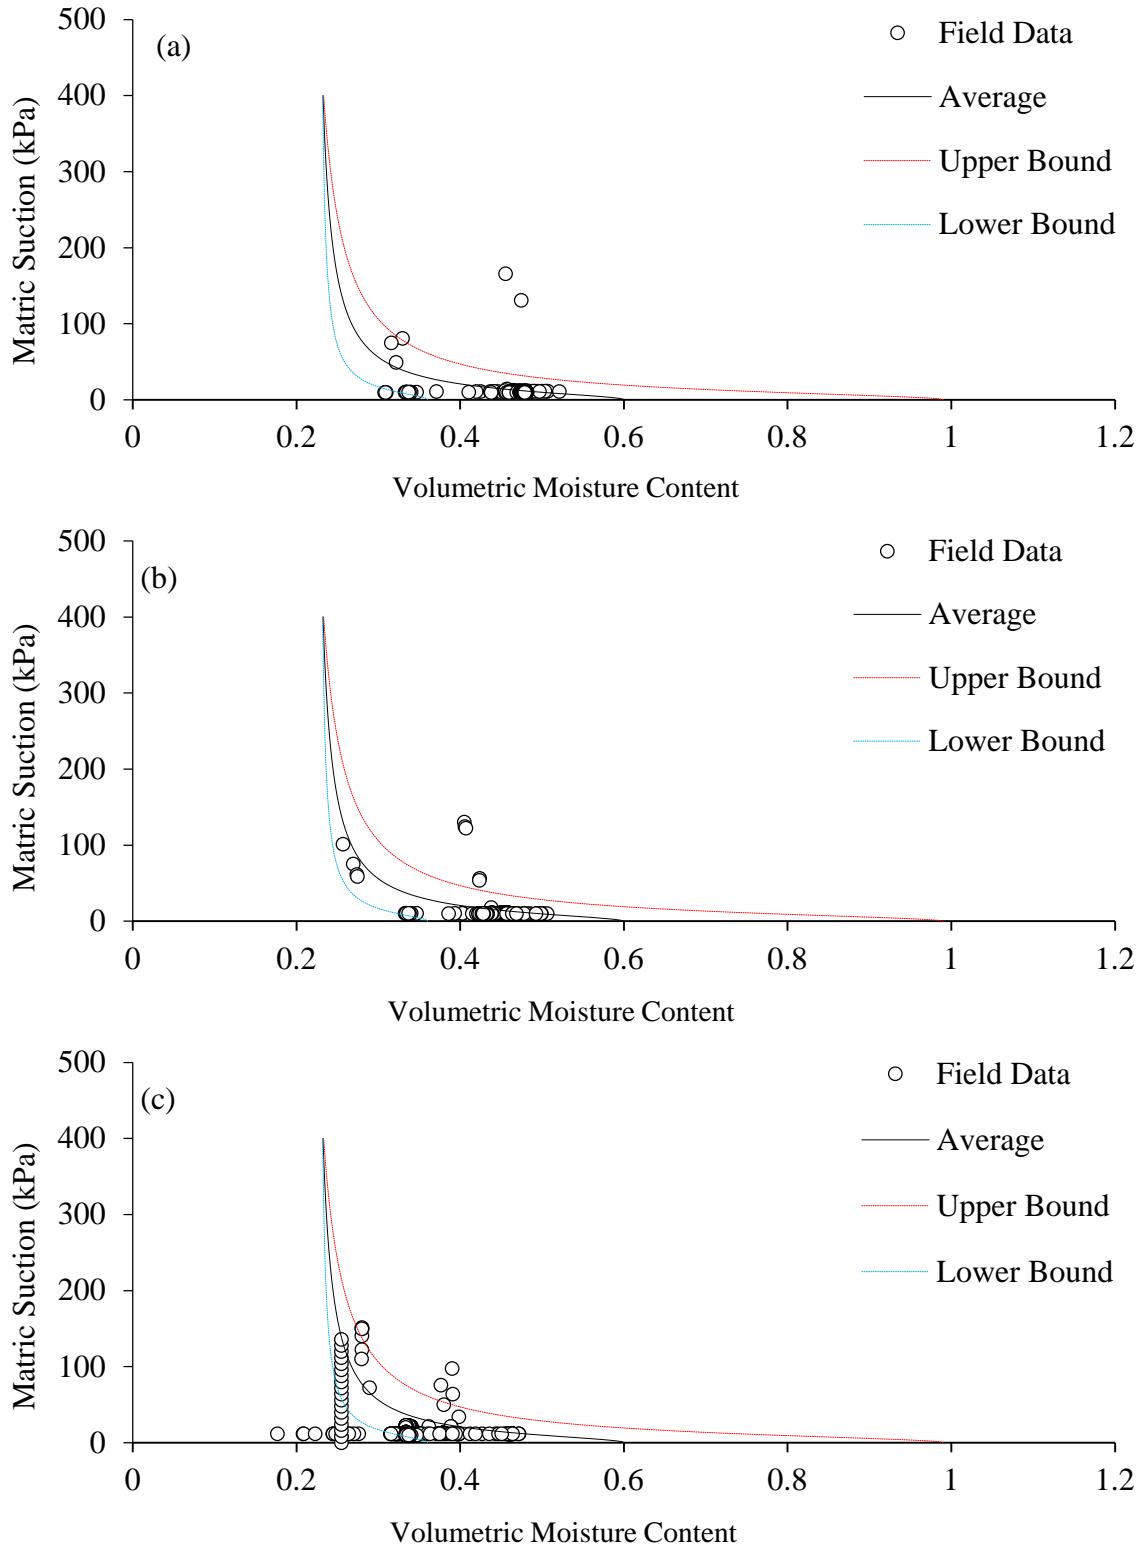 500
(a)
Field Data
400
Average
300
Upper Bound
200
Lower Bound
100
0
Matric Suction (kPa)
0 0.2 0.4 0.6 0.8 1 1.2
Volumetric Moisture Content
500
(b)
Field Data
400
Average
300
Upper Bound
200
Lower Bound
100
0
Matric Suction (kPa)
0 0.2 0.4 0.6 0.8 1 1.2
Volumetric Moisture Content
500
(c)
Field Data
400
Average
300
Upper Bound
200
Lower Bound
100
0
Matric Suction (kPa)
0 0.2 0.4 0.6 0.8 1 1.2
Volumetric Moisture Content